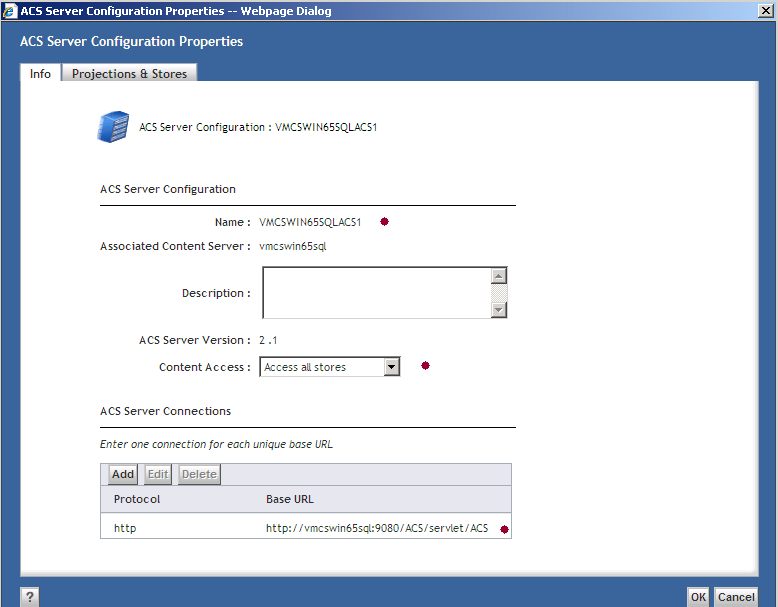 ACS Server Configuration Properties -- Webpage Dialog
ACS Server Configuration Properties
Info Projections & Stores
ACS Server Configuration : VMCSWIN65SQLACS1
ACS Server Configuration
Name : VMCSWIN65SQLACS1
Associated Content Server : vmcswin65sql
Description :
ACS Server Version : 2 .1
Content Access : Access all stores
ACS Server Connections
Enter one connection for each unique base URL
Add Edit Delete
Protocol Base URL
http http://vmcswin65sql:9080/ACS/servlet/ACS
? OK Cancel